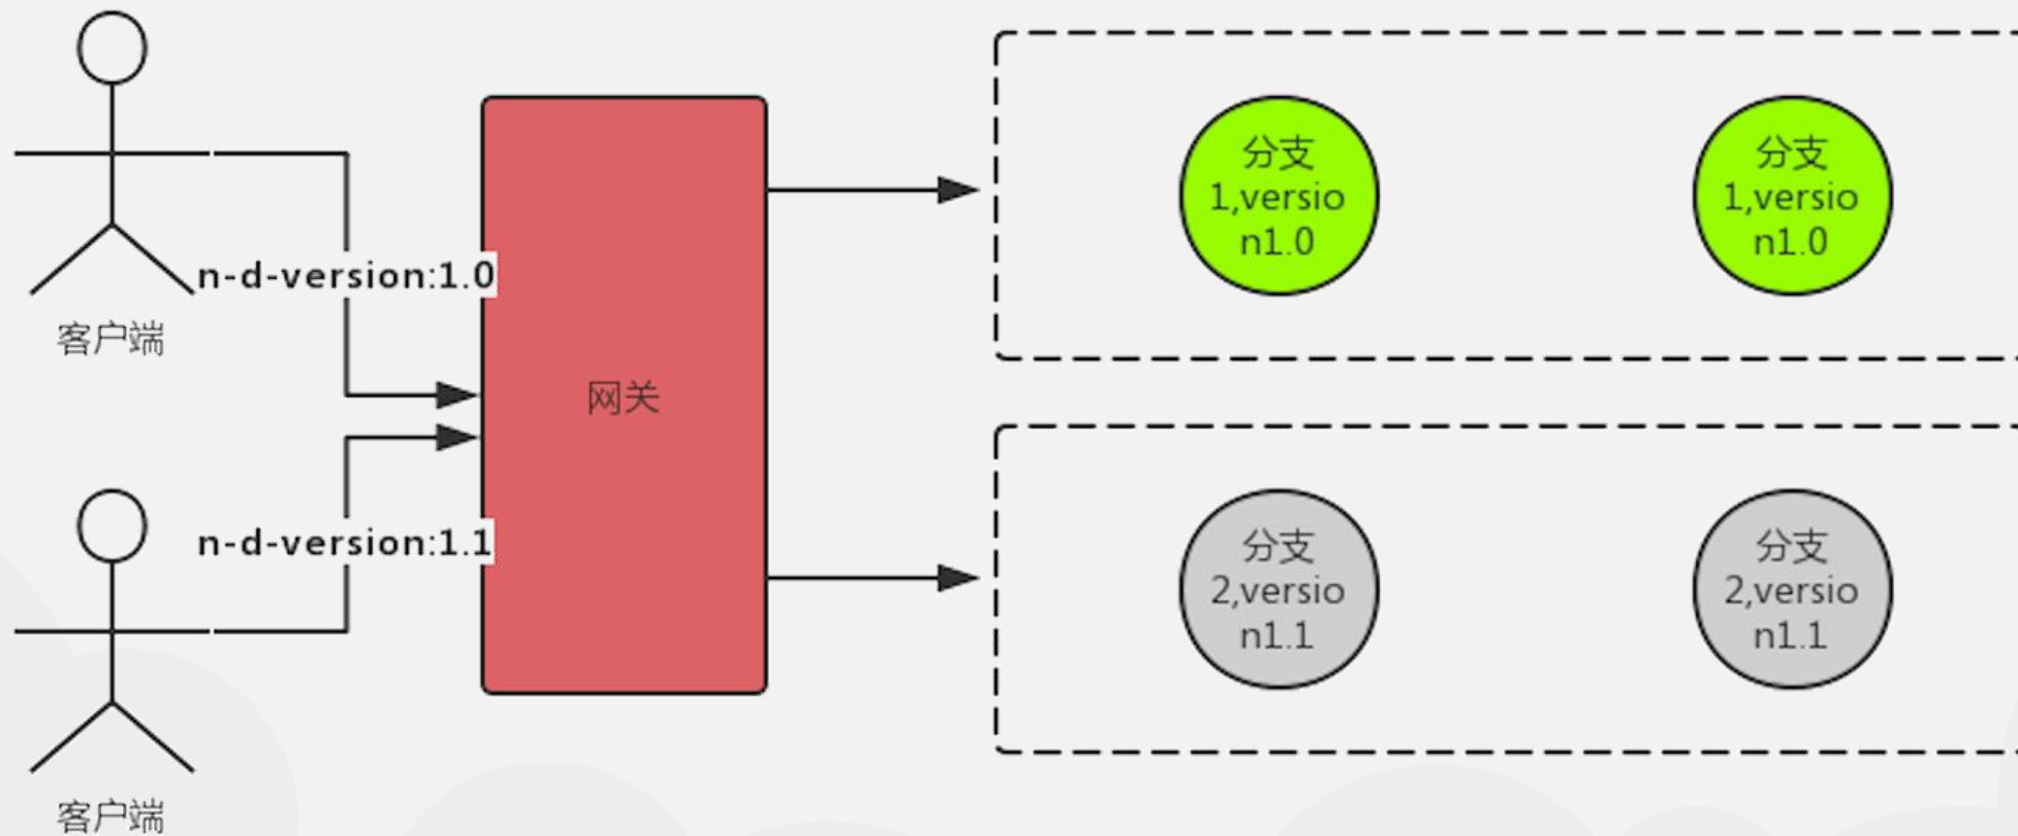 n-d-version:1.0
客户端
网关
n-d-version:1.1
客户端
分支
1,versio
n1.0
分支
1,versio
n1.0
分支
2,versio
n1.1
分支
2,versio
n1.1